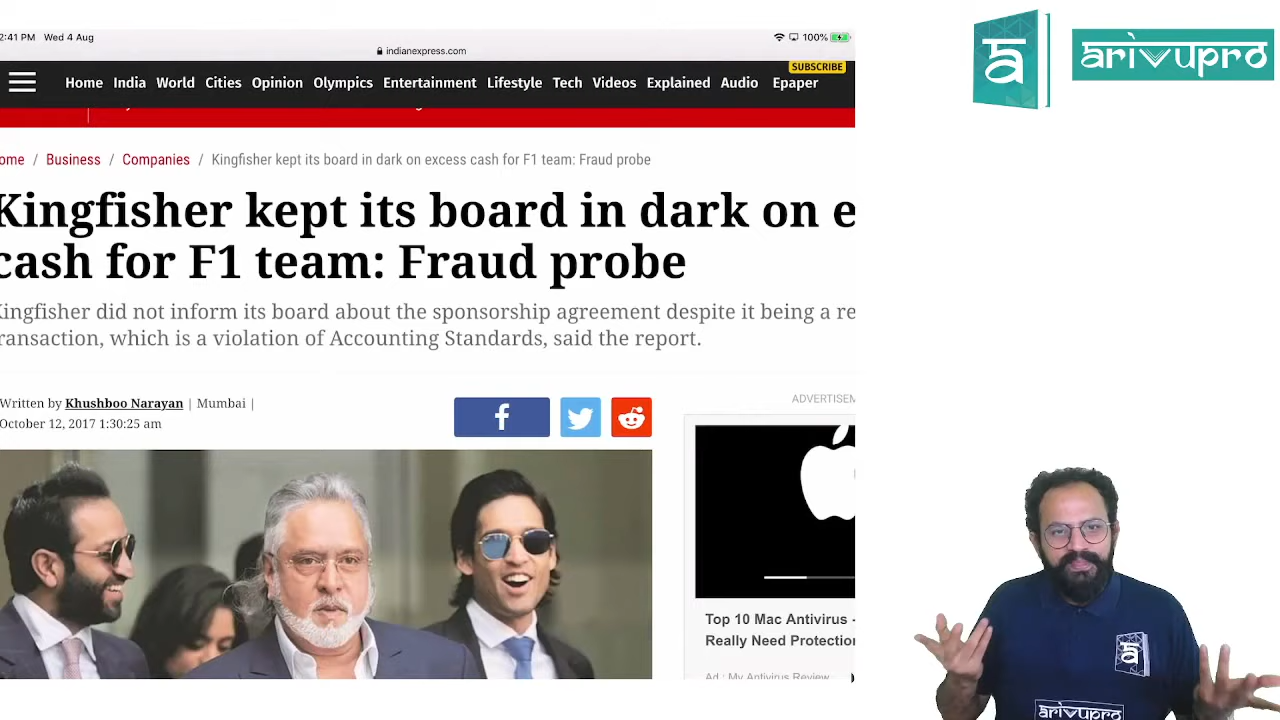 2:41 PM Wed 4 Aug
indianexpress.com
100%
SUBSCRIBE
Home India World Cities Opinion Olympics Entertainment Lifestyle Tech Videos Explained Audio Epaper
ome / Business / Companies / Kingfisher kept its board in dark on excess cash for F1 team: Fraud probe
Kingfisher kept its board in dark on e
cash for F1 team: Fraud probe
Kingfisher did not inform its board about the sponsorship agreement despite it being a re
ransaction, which is a violation of Accounting Standards, said the report.
Written by Khushboo Narayan | Mumbai |
October 12, 2017 1:30:25 am
ADVERTISEM
Top 10 Mac Antivirus -
Really Need Protectio
Ad : My Antivirus Review
ā
arivupro
ā
arivupro